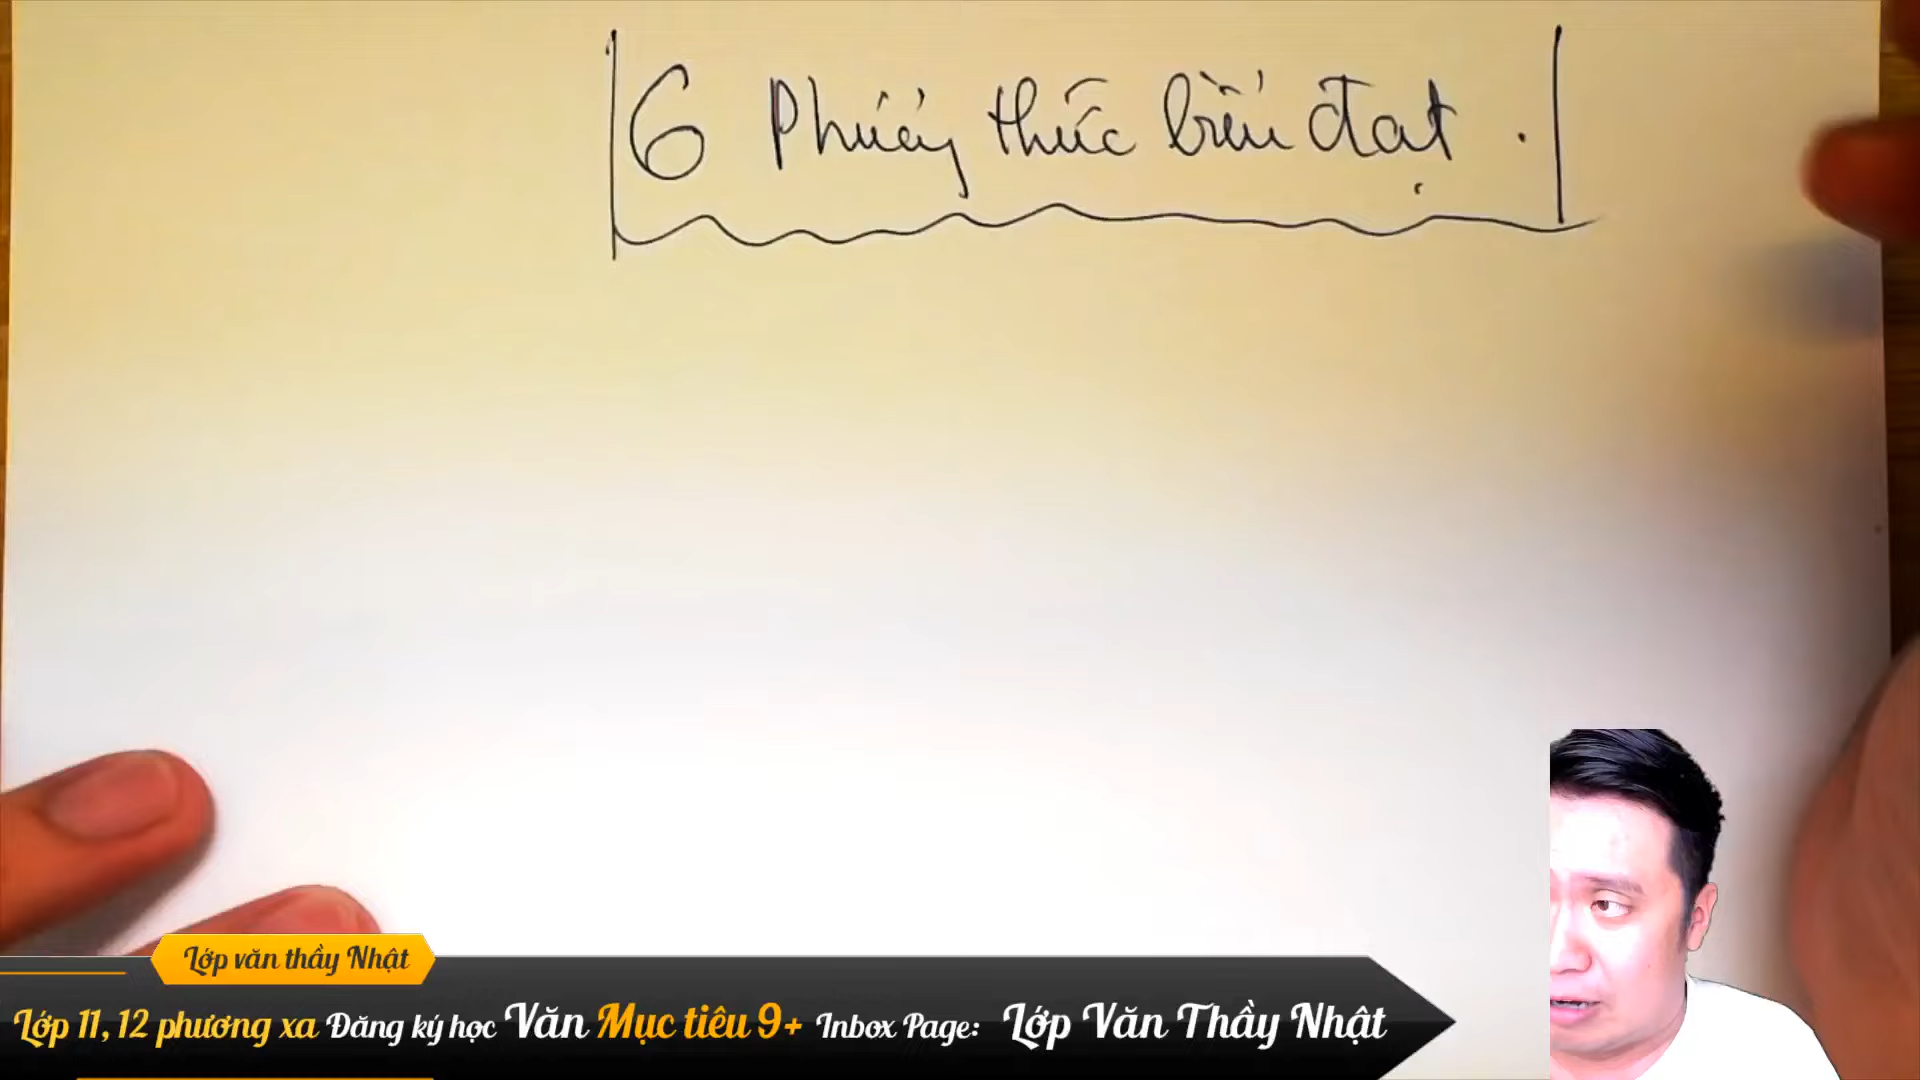 6 Phương thức biểu đạt.
Lớp văn thầy Nhật
Lớp 11, 12 phương xa Đăng ký học Văn Mục tiêu 9+ Inbox Page: Lớp Văn Thầy Nhật